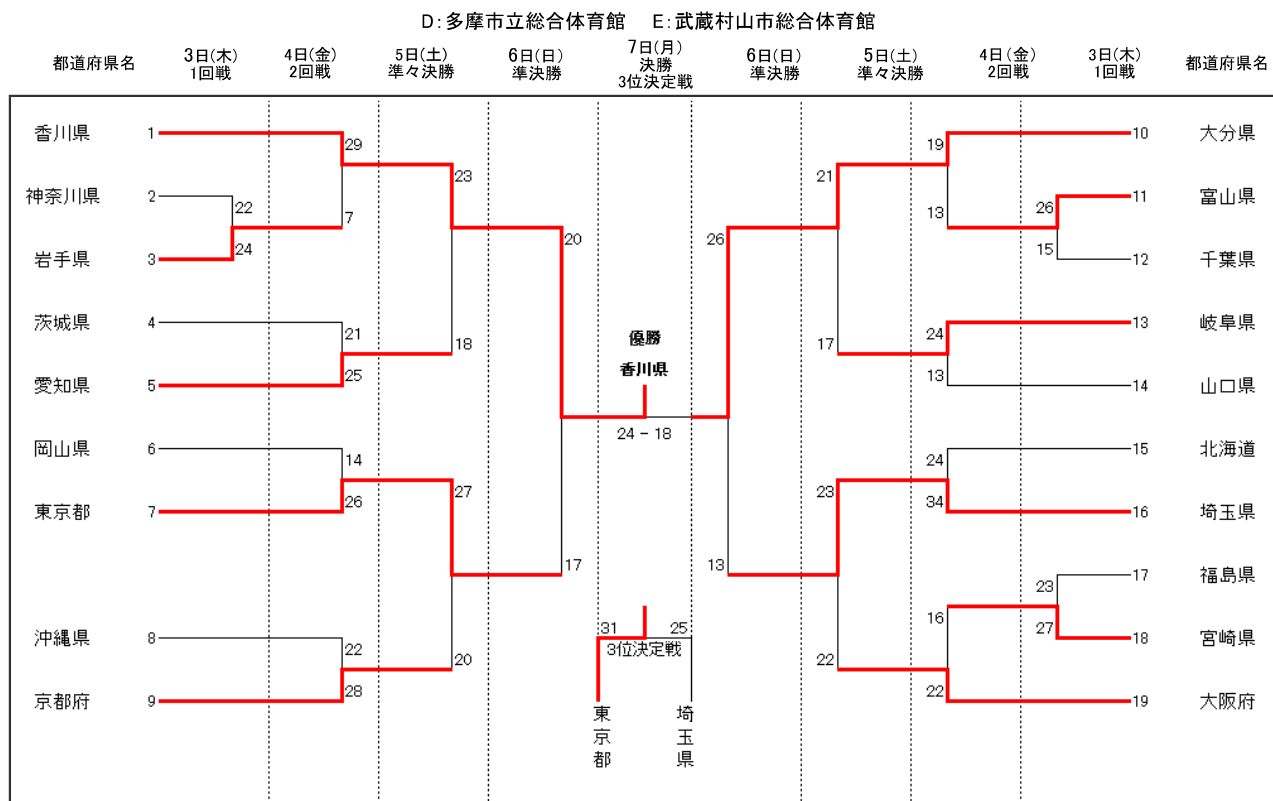 D:多摩市立総合体育館 E:武蔵村山市総合体育館
都道府県名 3日(木) 1回戦 4日(金) 2回戦 5日(土) 準々決勝 6日(日) 準決勝 7日(月) 決勝 3位決定戦 6日(日) 準決勝 5日(土) 準々決勝 4日(金) 2回戦 3日(木) 1回戦 都道府県名
香川県 1 29 19 10 大分県
23 21
神奈川県 2 22 7 13 26 11 富山県
20 26
岩手県 3 24 15 12 千葉県
茨城県 4 21 24 13 岐阜県
優勝
18 17
香川県
愛知県 5 25 13 14 山口県
24 - 18
岡山県 6 14 24 15 北海道
27 23
東京都 7 26 34 16 埼玉県
17 13
23 17 福島県
16
31 25
沖縄県 8 22 27 18 宮崎県
3位決定戦
20 22
京都府 9 28 22 19 大阪府
東京都
埼玉県